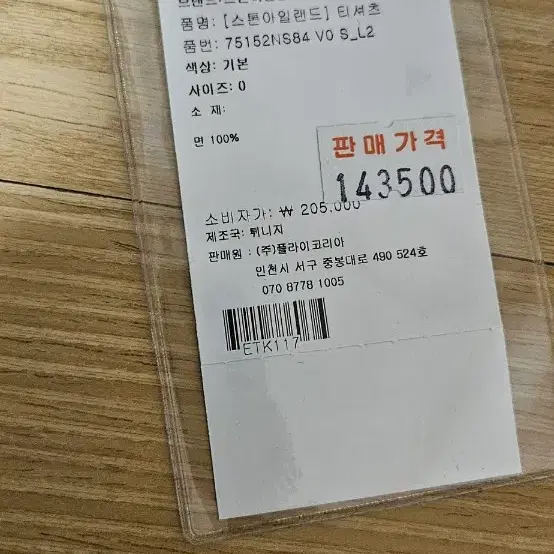 품명: [스톤아일랜드] 티셔츠
품번: 75152NS84 V0 S_L2
색상: 기본
사이즈: 0
소 재:
면 100%
판매가격
143500
소비자가: ₩ 205,000
제조국: 튀니지
판매원 : (주)플라이코리아
인천시 서구 중봉대로 490 524호
070 8778 1005
ETK117